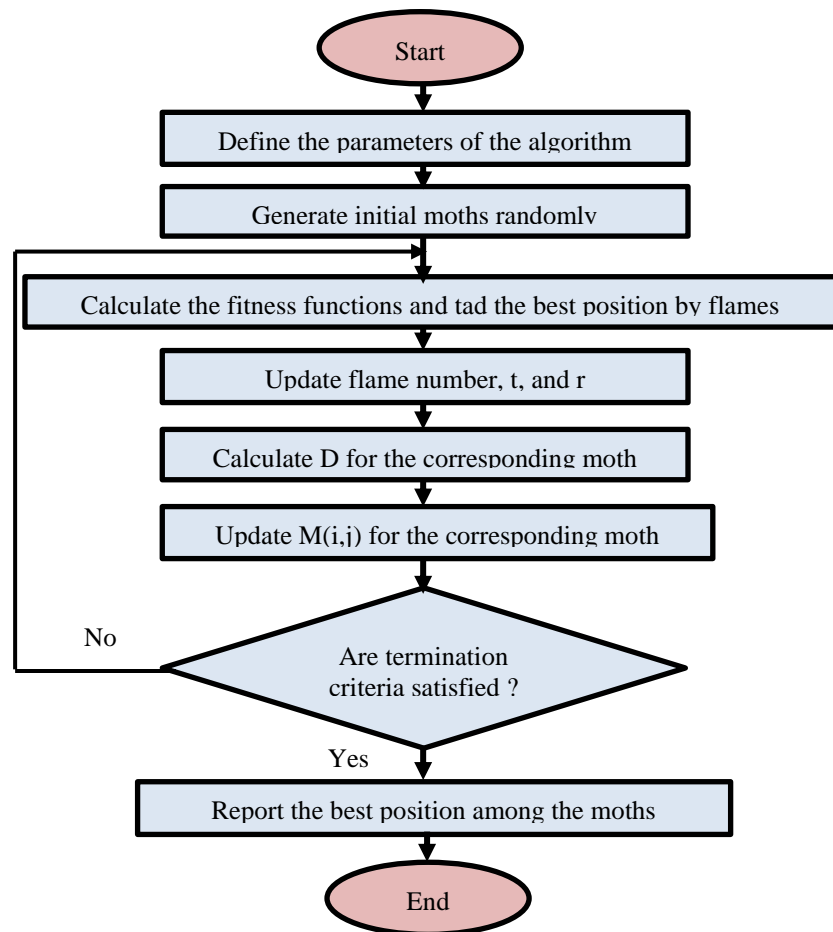 Start
Define the parameters of the algorithm
Generate initial moths randomly
Calculate the fitness functions and tad the best position by flames
Update flame number, t, and r
Calculate D for the corresponding moth
Update M(i,j) for the corresponding moth
No
Are termination
criteria satisfied ?
Yes
Report the best position among the moths
End